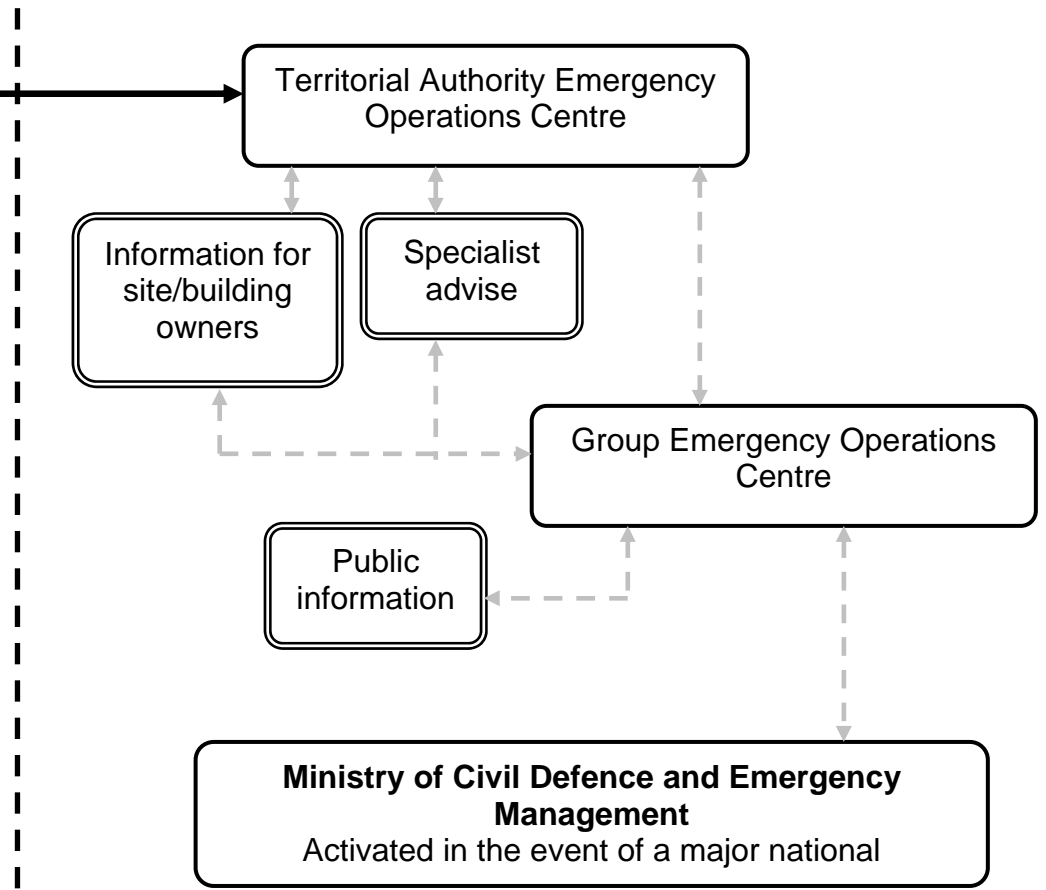 Territorial Authority Emergency
Operations Centre
Information for
site/building
owners
Specialist
advise
Group Emergency Operations
Centre
Public
information
Ministry of Civil Defence and Emergency
Management
Activated in the event of a major national